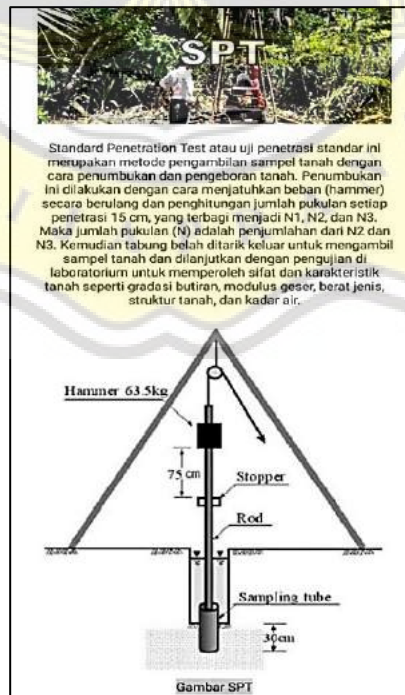 SPT
Standard Penetration Test atau uji penetrasi standar ini
merupakan metode pengambilan sampel tanah dengan
cara penumbukan dan pengeboran tanah. Penumbukan
ini dilakukan dengan cara menjatuhkan beban (hammer)
secara berulang dan penghitungan jumlah pukulan setiap
penetrasi 15 cm, yang terbagi menjadi N1, N2, dan N3.
Maka jumlah pukulan (N) adalah penjumlahan dari N2 dan
N3. Kemudian tabung belah ditarik keluar untuk mengambil
sampel tanah dan dilanjutkan dengan pengujian di
laboratorium untuk memperoleh sifat dan karakteristik
tanah seperti gradasi butiran, modulus geser, berat jenis,
struktur tanah, dan kadar air.
Hammer 63.5kg
75 cm
Stopper
Rod
Sampling tube
30cm
Gambar SPT